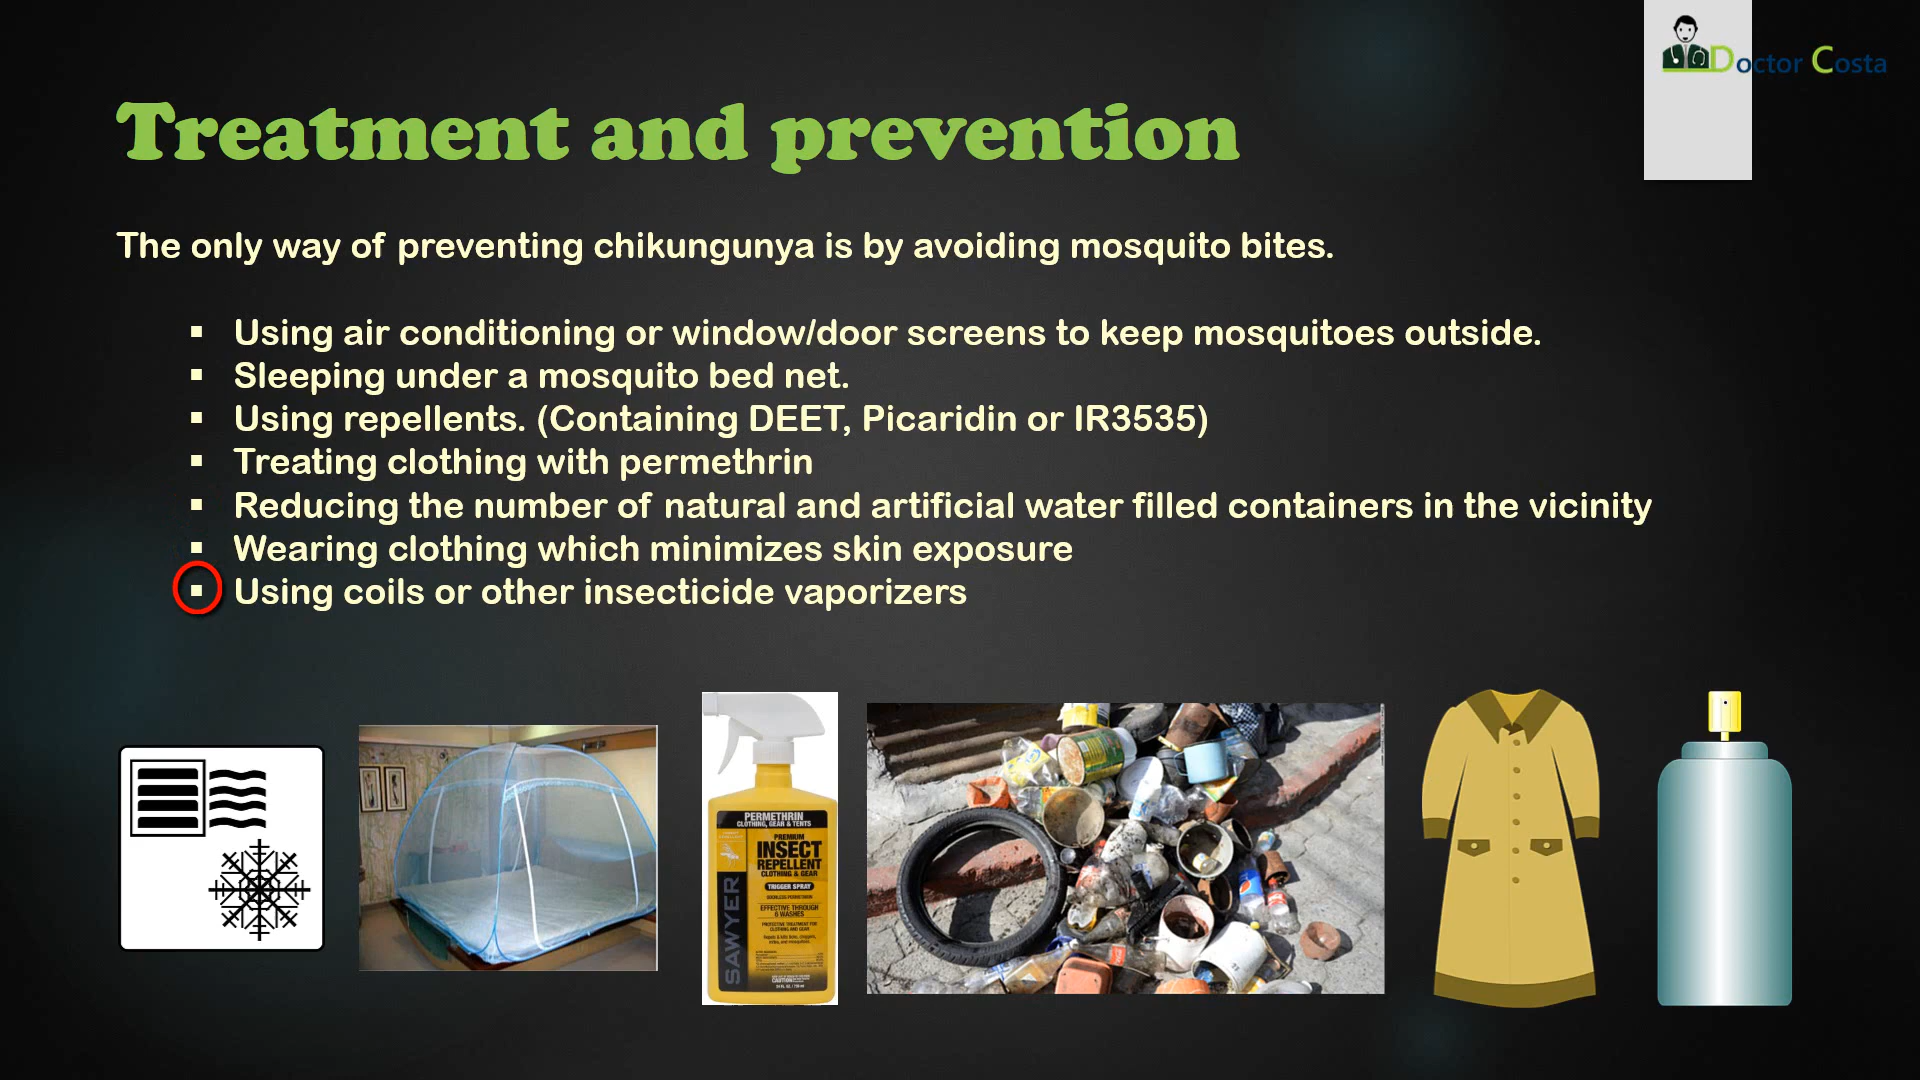 Doctor Costa
Treatment and prevention
The only way of preventing chikungunya is by avoiding mosquito bites.
▪ Using air conditioning or window/door screens to keep mosquitoes outside.
▪ Sleeping under a mosquito bed net.
▪ Using repellents. (Containing DEET, Picaridin or IR3535)
▪ Treating clothing with permethrin
▪ Reducing the number of natural and artificial water filled containers in the vicinity
▪ Wearing clothing which minimizes skin exposure
▪ Using coils or other insecticide vaporizers
PERMETHRIN
CLOTHING, GEAR & TENTS
PREMIUM
INSECT
REPELLENT
CLOTHING & GEAR
TRIGGER SPRAY
EFFECTIVE THROUGH
6 WASHES
SAWYER